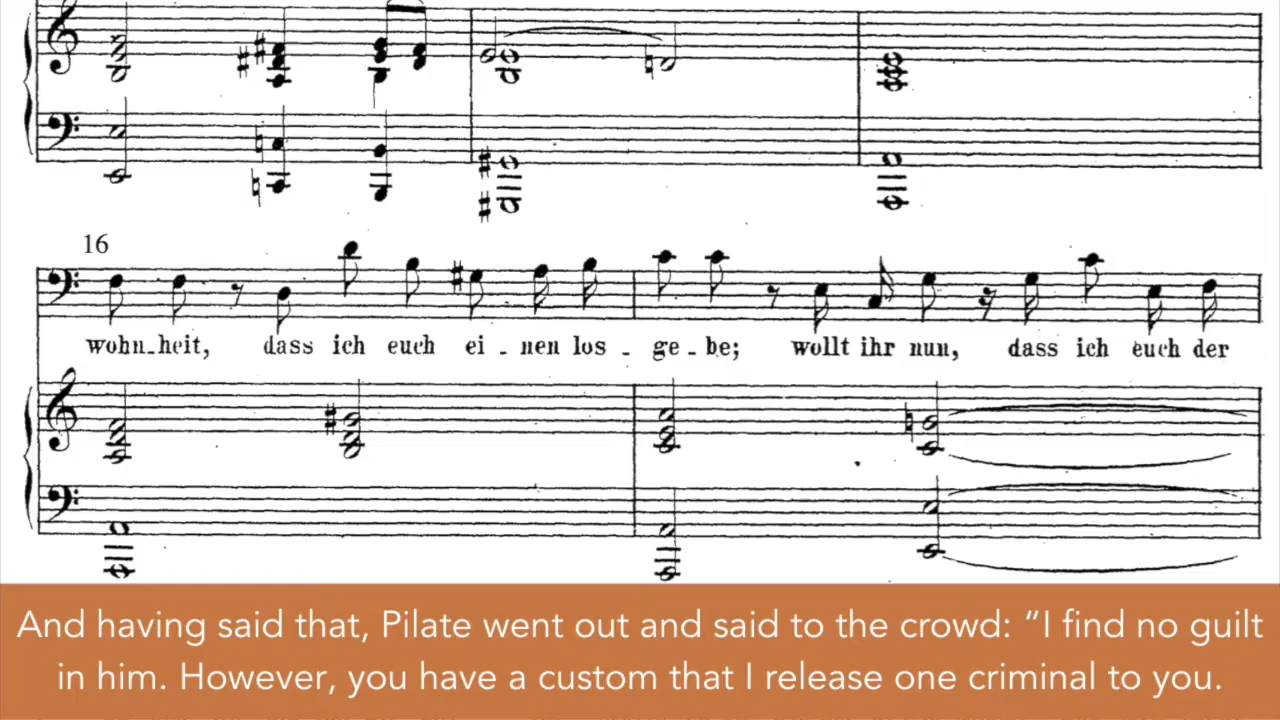 16
wohn-heit, dass ich euch ei - nen los - ge - be; wollt ihr nun, dass ich euch der
And having said that, Pilate went out and said to the crowd: “I find no guilt
in him. However, you have a custom that I release one criminal to you.